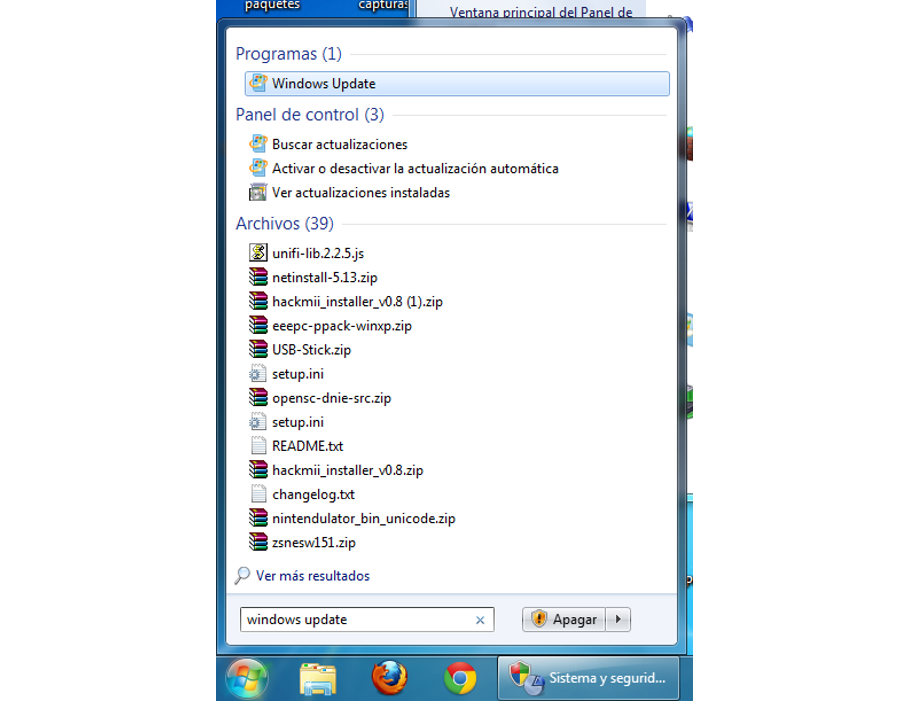 paquetes
capturas
Ventana principal del Panel de
Programas (1)
Windows Update
Panel de control (3)
Buscar actualizaciones
Activar o desactivar la actualización automática
Ver actualizaciones instaladas
Archivos (39)
unifi-lib.2.2.5.js
netinstall-5.13.zip
hackmii_installer_v0.8 (1).zip
eeepc-ppack-winxp.zip
USB-Stick.zip
setup.ini
opensc-dnie-src.zip
setup.ini
README.txt
hackmii_installer_v0.8.zip
changelog.txt
nintendulator_bin_unicode.zip
zsnesw151.zip
Ver más resultados
windows update
Apagar
Sistema y segurid...